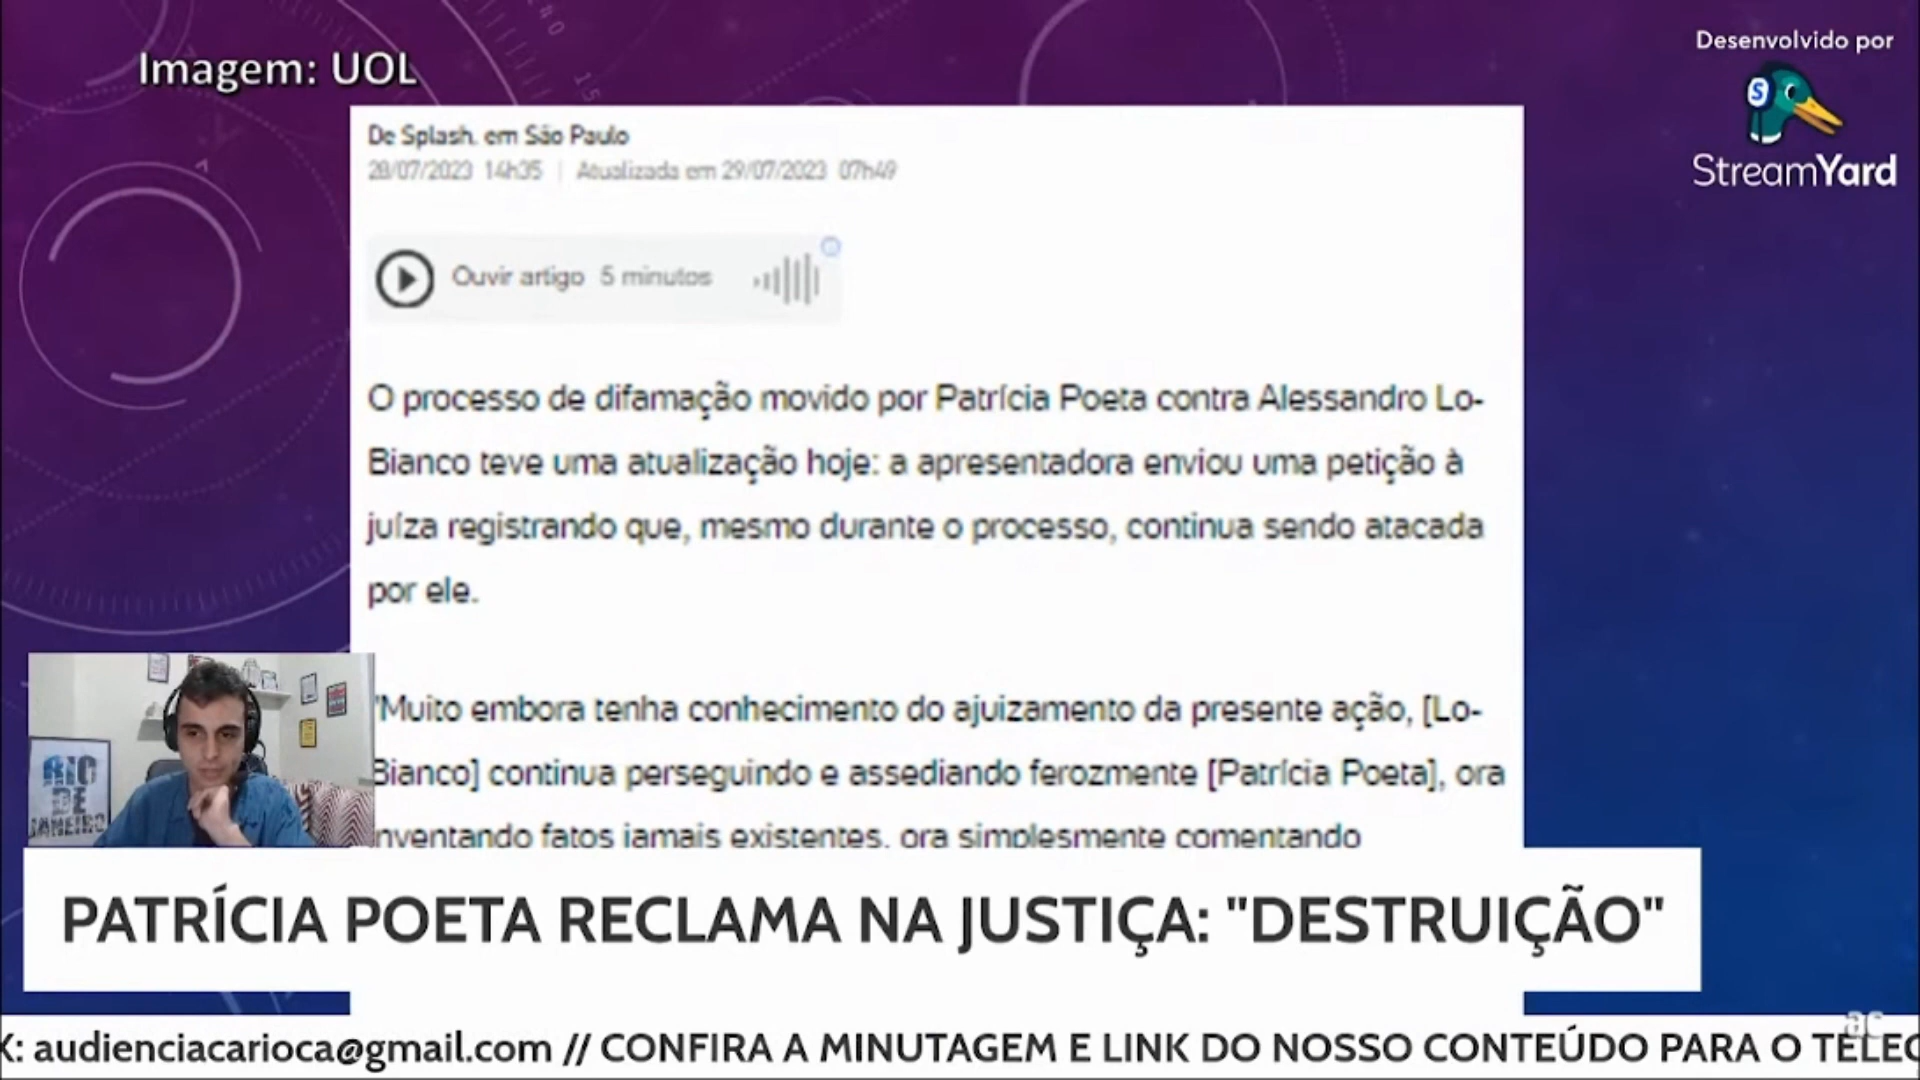 Imagem: UOL
Desenvolvido por
StreamYard
De Splash, em São Paulo
28/07/2023 14h35 | Atualizada em 29/07/2023 07h49
Ouvir artigo 5 minutos
O processo de difamação movido por Patrícia Poeta contra Alessandro Lo-
Bianco teve uma atualização hoje: a apresentadora enviou uma petição à
juíza registrando que, mesmo durante o processo, continua sendo atacada
por ele.
"Muito embora tenha conhecimento do ajuizamento da presente ação, [Lo-
Bianco] continua perseguindo e assediando ferozmente [Patrícia Poeta], ora
inventando fatos jamais existentes, ora simplesmente comentando
RIO
DE
JANEIRO
PATRÍCIA POETA RECLAMA NA JUSTIÇA: "DESTRUIÇÃO"
X: audienciacarioca@gmail.com // CONFIRA A MINUTAGEM E LINK DO NOSSO CONTEÚDO PARA O TELEG
ac